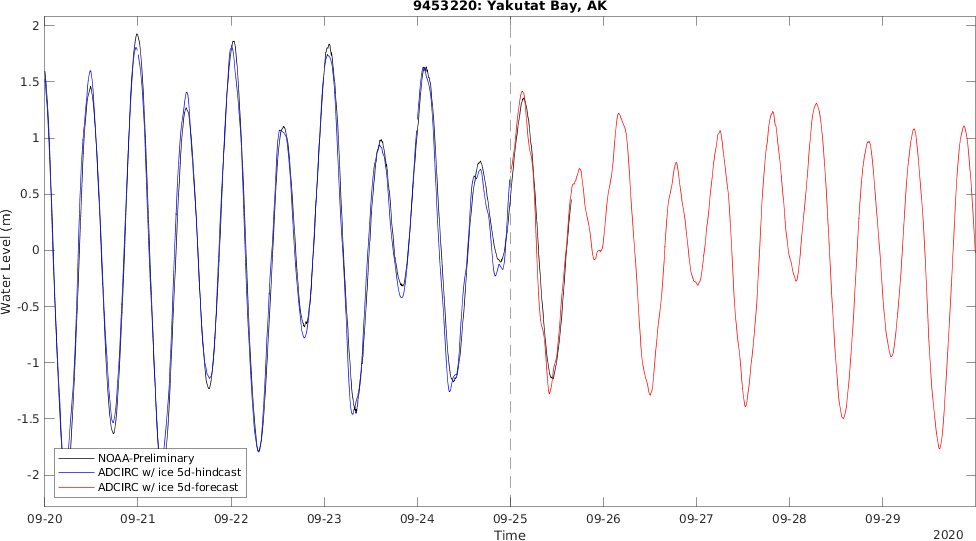 9453220: Yakutat Bay, AK
2
1.5
1
0.5
0
-0.5
-1
-1.5
-2
Water Level (m)
NOAA-Preliminary
ADCIRC w/ ice 5d-hindcast
ADCIRC w/ ice 5d-forecast
09-20 09-21 09-22 09-23 09-24 09-25 09-26 09-27 09-28 09-29
Time
2020